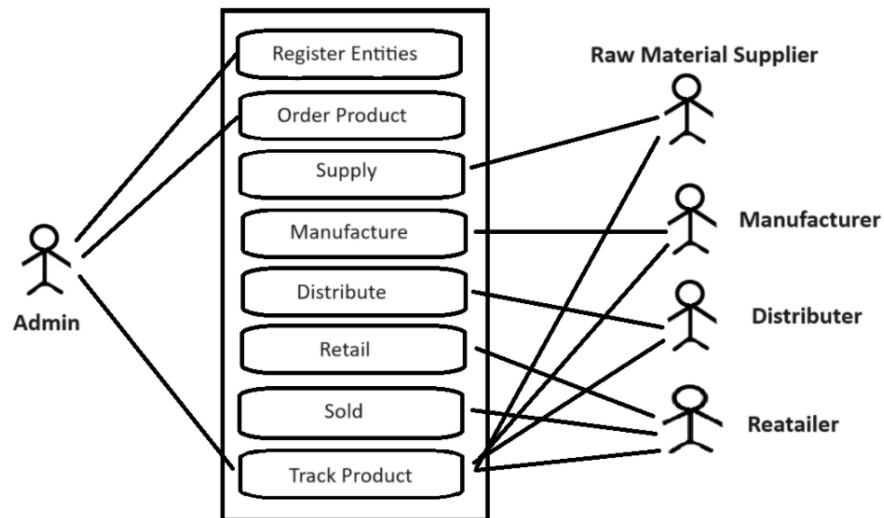 Register Entities
Raw Material Supplier
Order Product
Supply
Manufacture
Manufacturer
Distribute
Distributer
Admin
Retail
Sold
Reatailer
Track Product